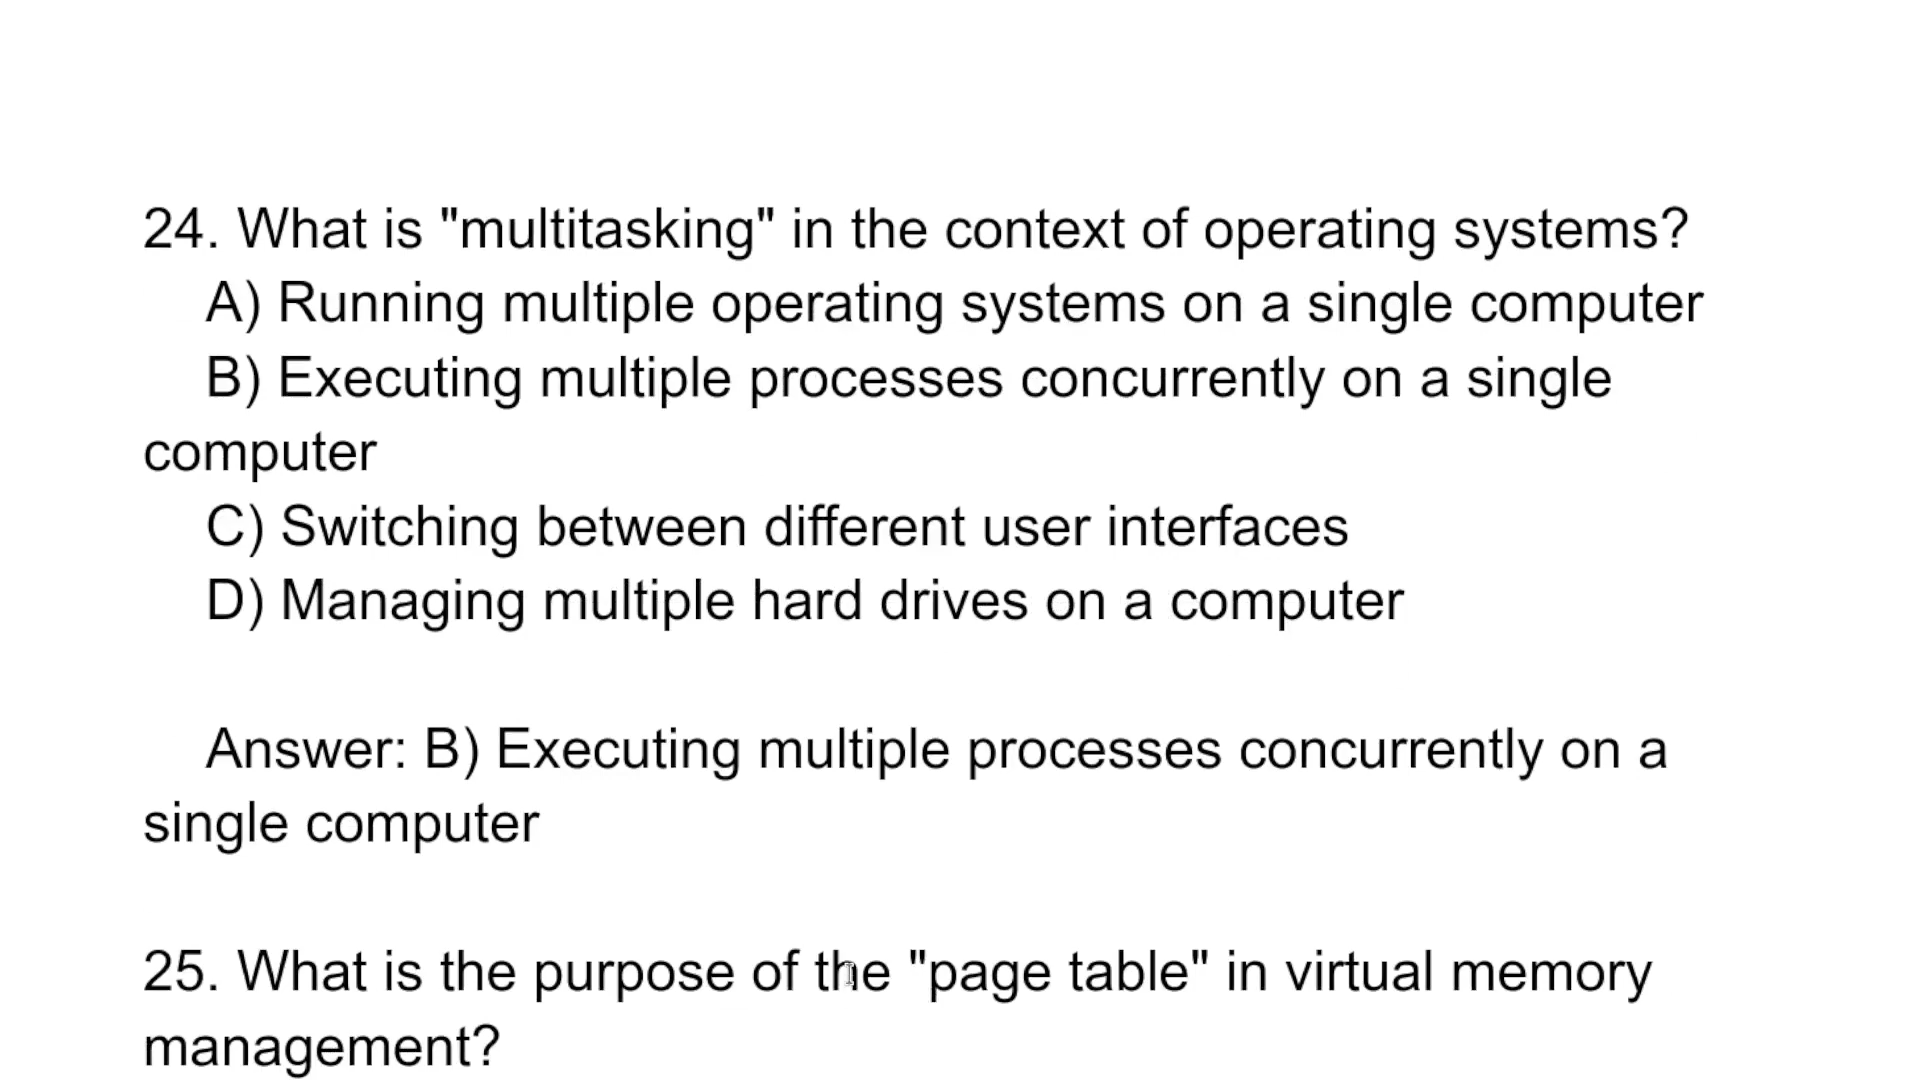 24. What is "multitasking" in the context of operating systems?
A) Running multiple operating systems on a single computer
B) Executing multiple processes concurrently on a single
computer
C) Switching between different user interfaces
D) Managing multiple hard drives on a computer
Answer: B) Executing multiple processes concurrently on a
single computer
25. What is the purpose of the "page table" in virtual memory
management?